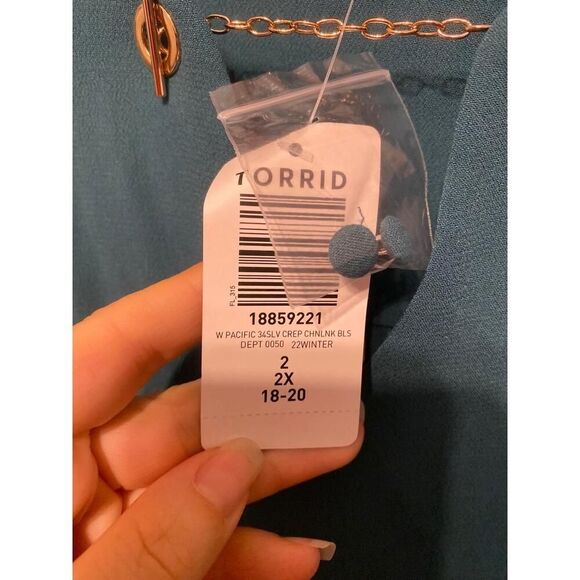 TORRID
FL_315
18859221
W PACIFIC 34SLV CREP CHNLNK BLS
DEPT 0050 22WINTER
2
2X
18-20